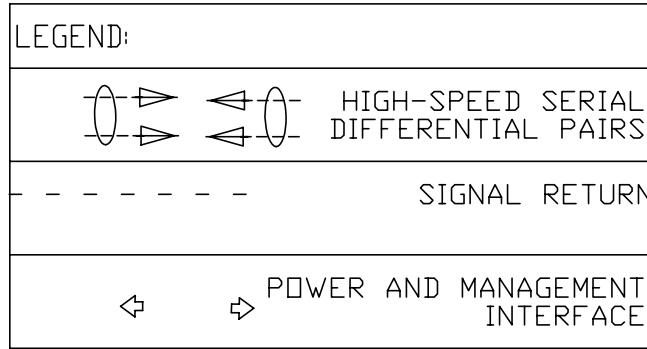 LEGEND:
HIGH-SPEED SERIAL
DIFFERENTIAL PAIRS
SIGNAL RETURN
POWER AND MANAGEMENT
INTERFACE